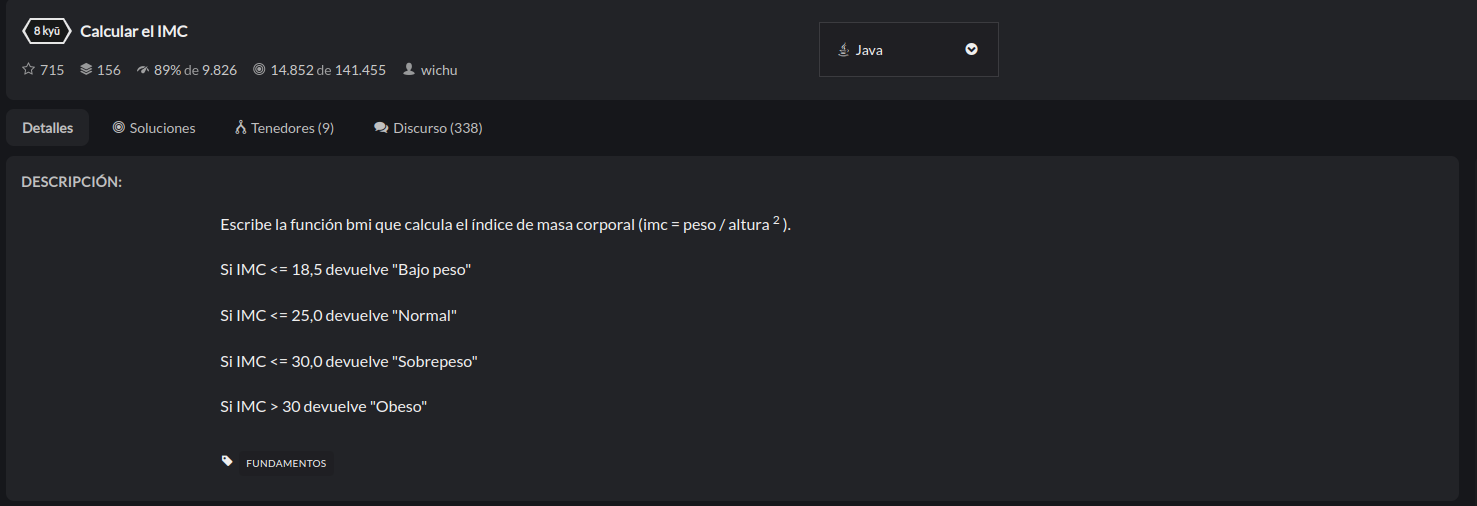 8 kyū Calcular el IMC
Java
715 156 89% de 9.826 14.852 de 141.455 wichu
Detalles Soluciones Tenedores (9) Discurso (338)
DESCRIPCIÓN:
Escribe la función bmi que calcula el índice de masa corporal (imc = peso / altura ² ).
Si IMC <= 18,5 devuelve "Bajo peso"
Si IMC <= 25,0 devuelve "Normal"
Si IMC <= 30,0 devuelve "Sobrepeso"
Si IMC > 30 devuelve "Obeso"
FUNDAMENTOS